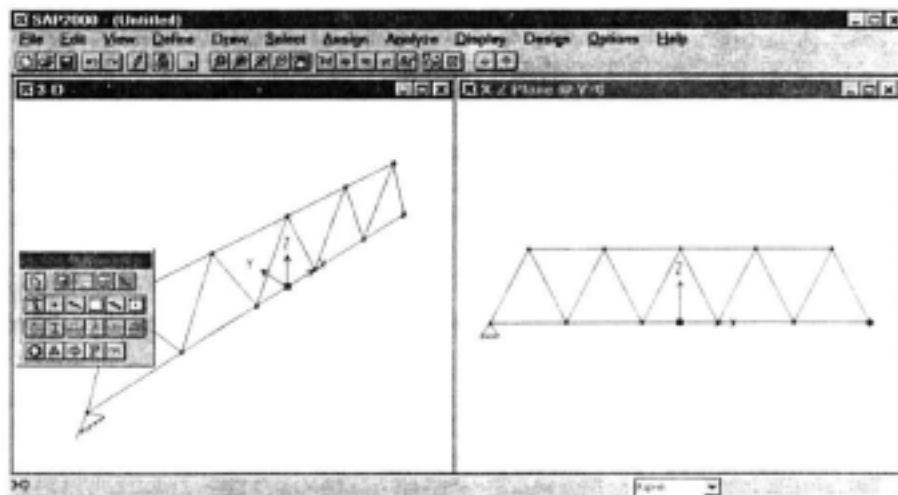 SAP2000 - (Untitled)
File Edit View Define Draw Select Assign Analyze Display Design Options Help
3-D
X-Z Plane @ Y=0
Z
Y
Z